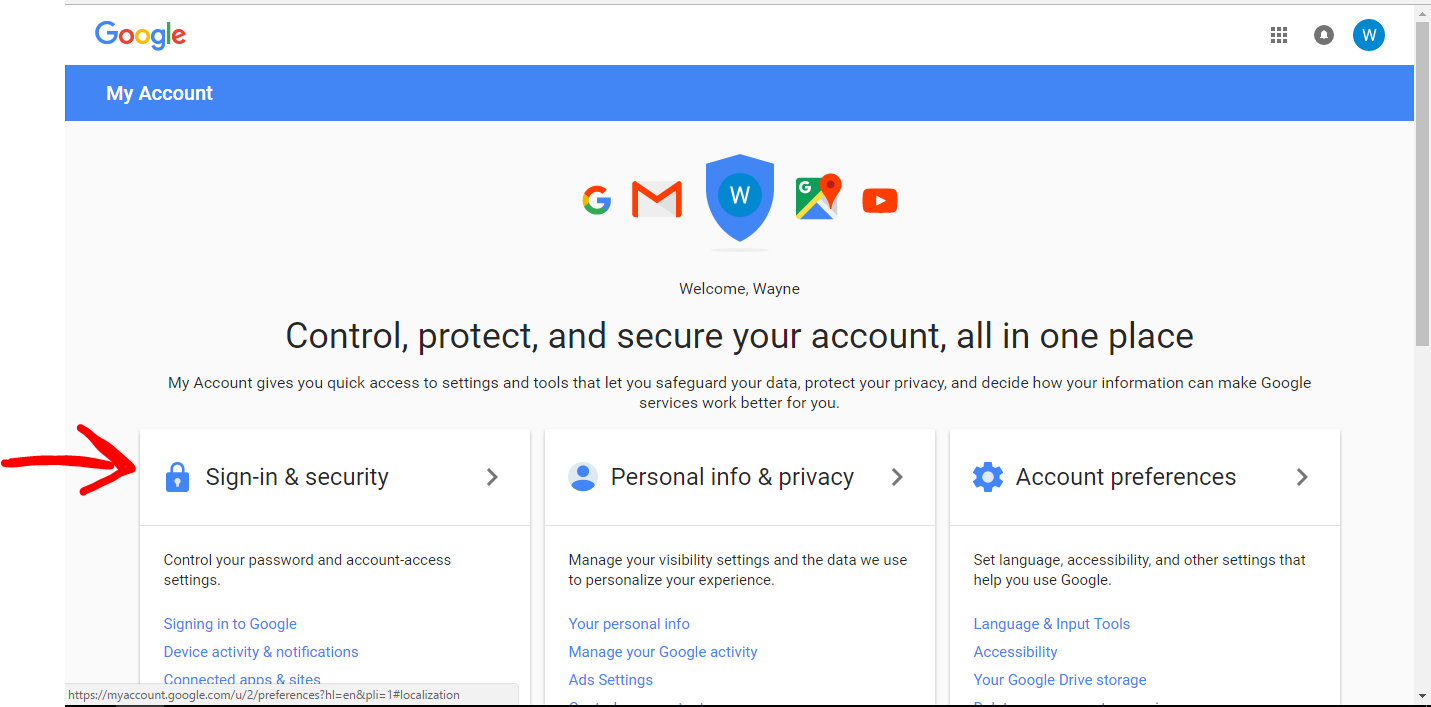 Google
W
My Account
G
W
G
Welcome, Wayne
Control, protect, and secure your account, all in one place
My Account gives you quick access to settings and tools that let you safeguard your data, protect your privacy, and decide how your information can make Google
services work better for you.
Sign-in & security
Control your password and account-access
settings.
Signing in to Google
Device activity & notifications
Connected apps & sites
Personal info & privacy
Manage your visibility settings and the data we use
to personalize your experience.
Your personal info
Manage your Google activity
Ads Settings
Account preferences
Set language, accessibility, and other settings that
help you use Google.
Language & Input Tools
Accessibility
Your Google Drive storage
https://myaccount.google.com/u/2/preferences?hl=en&pli=1#localization